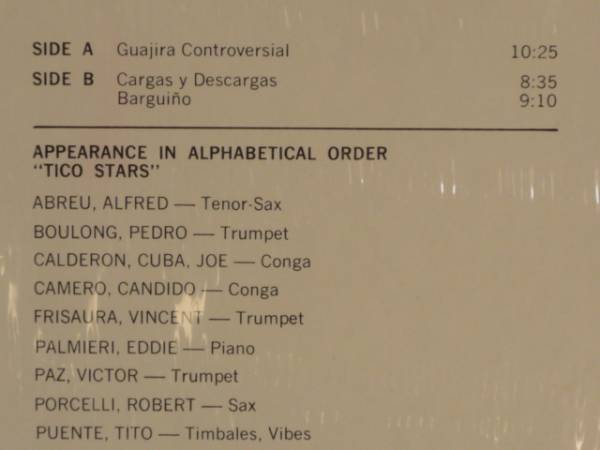 SIDE A Guajira Controversial 10:25
SIDE B Cargas y Descargas 8:35
Barguiño 9:10
APPEARANCE IN ALPHABETICAL ORDER
"TICO STARS"
ABREU, ALFRED — Tenor-Sax
BOULONG, PEDRO — Trumpet
CALDERON, CUBA, JOE — Conga
CAMERO, CANDIDO — Conga
FRISAURA, VINCENT — Trumpet
PALMIERI, EDDIE — Piano
PAZ, VICTOR — Trumpet
PORCELLI, ROBERT — Sax
PUENTE, TITO — Timbales, Vibes